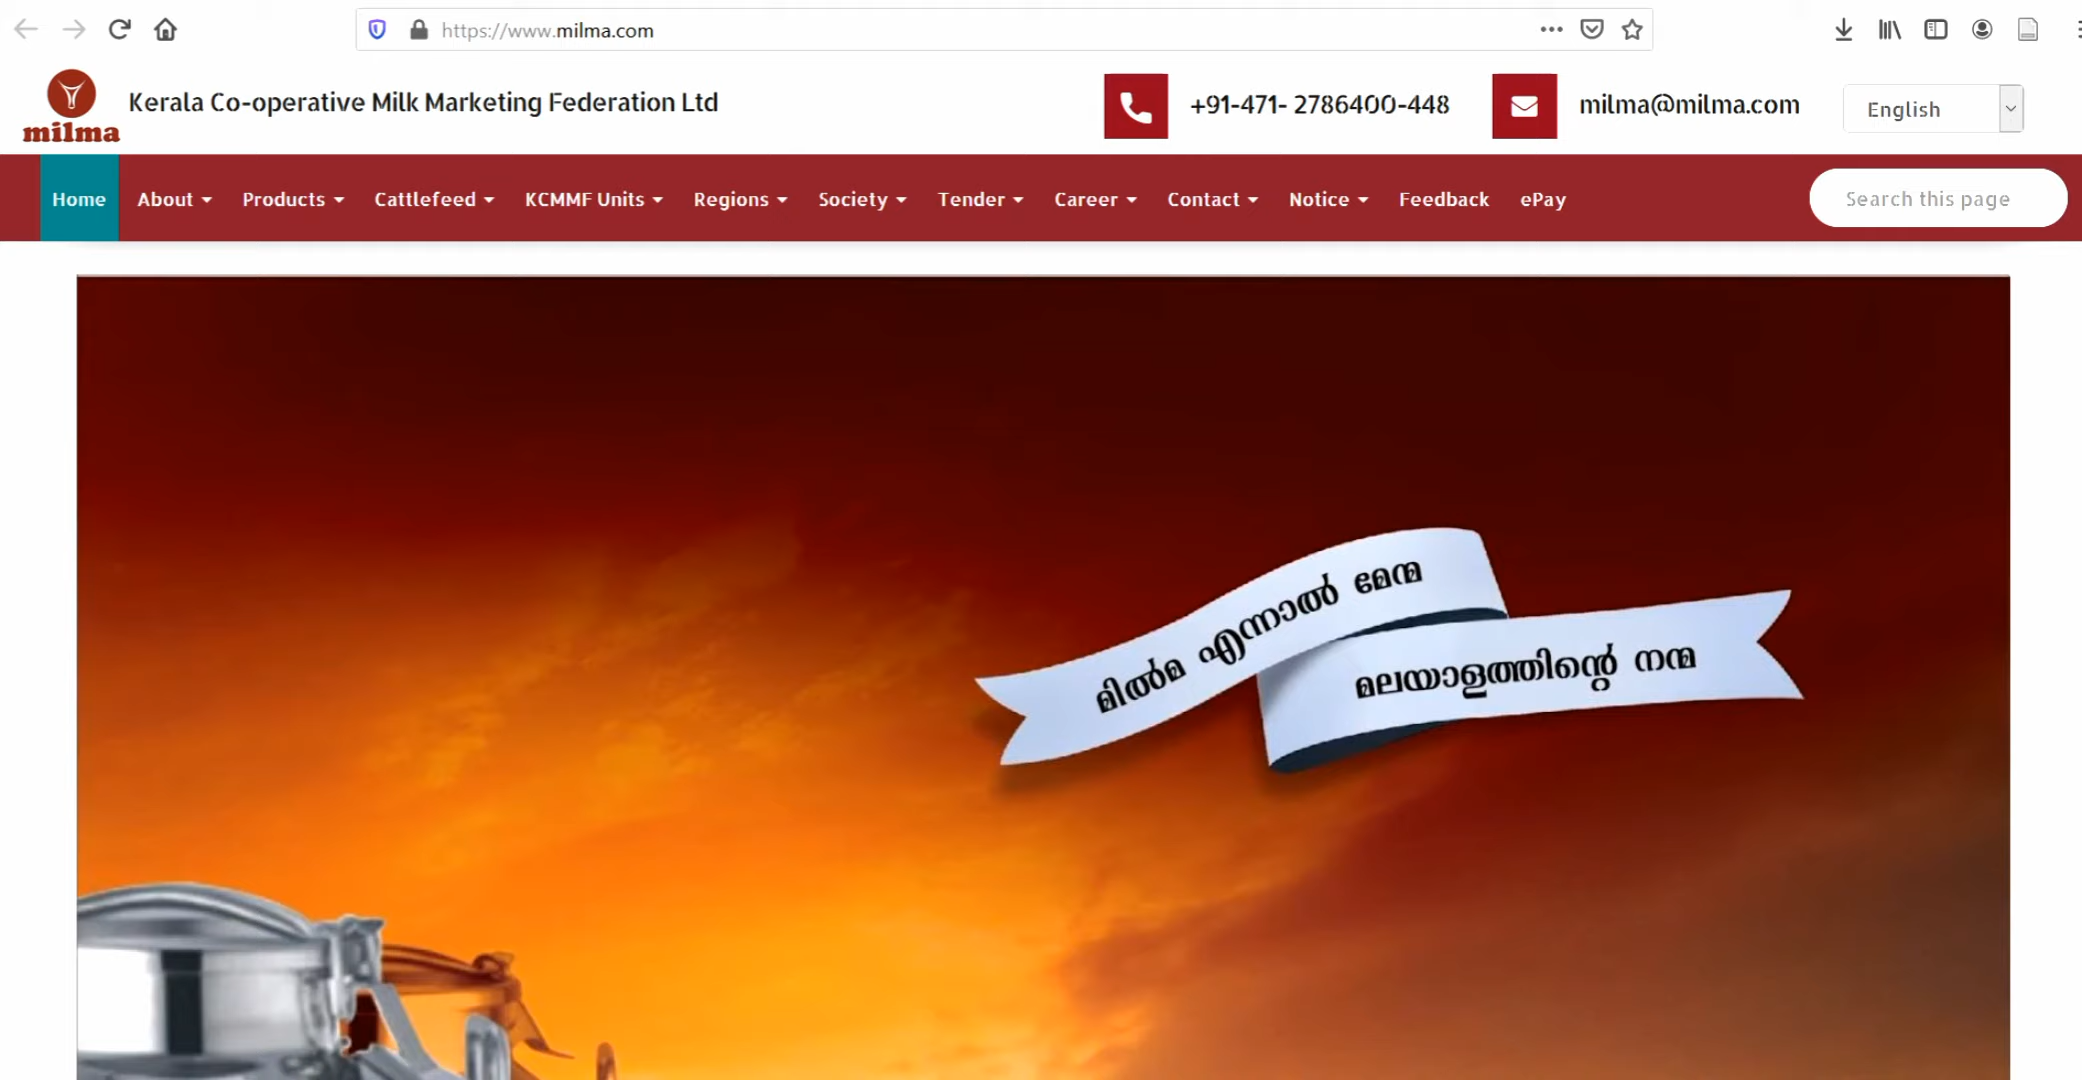 https://www.milma.com
milma
Kerala Co-operative Milk Marketing Federation Ltd
+91-471- 2786400-448
milma@milma.com
English
Home About Products Cattlefeed KCMMF Units Regions Society Tender Career Contact Notice Feedback ePay
Search this page
മിൽമ എന്നാൽ മേന്മ
മലയാളത്തിന്റെ നന്മ